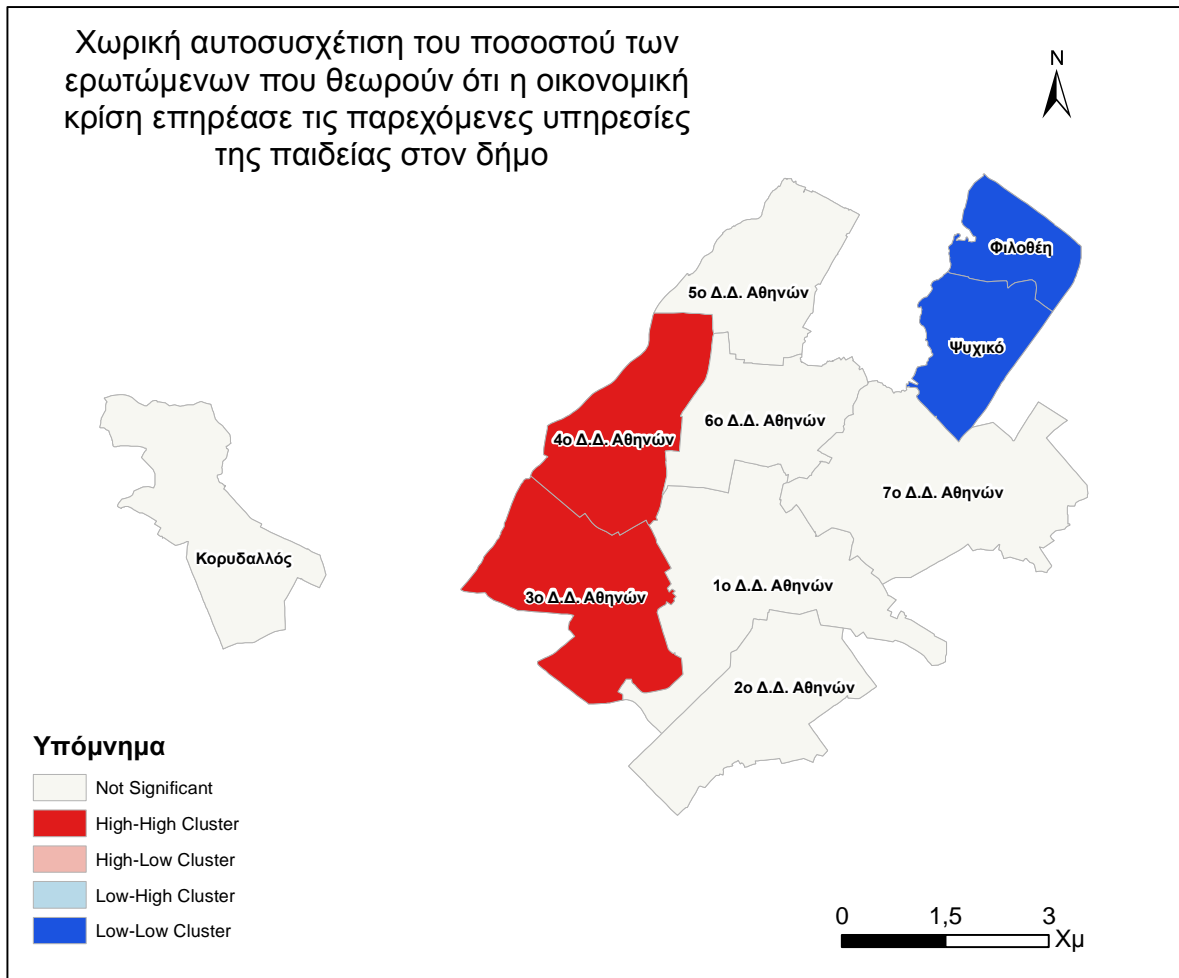 Χωρική αυτοσυσχέτιση του ποσοστού των
ερωτώμενων που θεωρούν ότι η οικονομική
κρίση επηρέασε τις παρεχόμενες υπηρεσίες
της παιδείας στον δήμο
N
Φιλοθέη
5ο Δ.Δ. Αθηνών
Ψυχικό
6ο Δ.Δ. Αθηνών
4ο Δ.Δ. Αθηνών
7ο Δ.Δ. Αθηνών
Κορυδαλλός
1ο Δ.Δ. Αθηνών
3ο Δ.Δ. Αθηνών
2ο Δ.Δ. Αθηνών
Υπόμνημα
Not Significant
High-High Cluster
High-Low Cluster
Low-High Cluster
Low-Low Cluster
0 1,5 3
Χμ